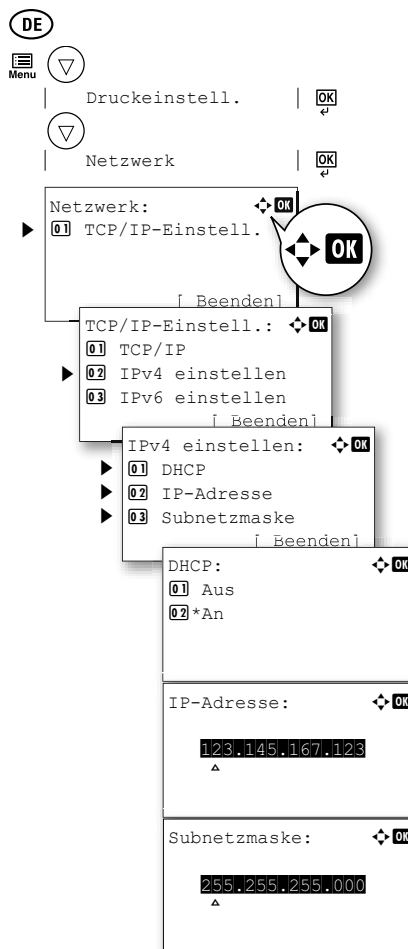 DE
Menu
Druckeinstell. OK
Netzwerk OK
Netzwerk: OK
01 TCP/IP-Einstell.
OK
[ Beenden]
TCP/IP-Einstell.: OK
01 TCP/IP
02 IPv4 einstellen
03 IPv6 einstellen
[ Beenden]
IPv4 einstellen: OK
01 DHCP
02 IP-Adresse
03 Subnetzmaske
[ Beenden]
DHCP: OK
01 Aus
02 *An
IP-Adresse: OK
123.145.167.123
Subnetzmaske: OK
255.255.255.000